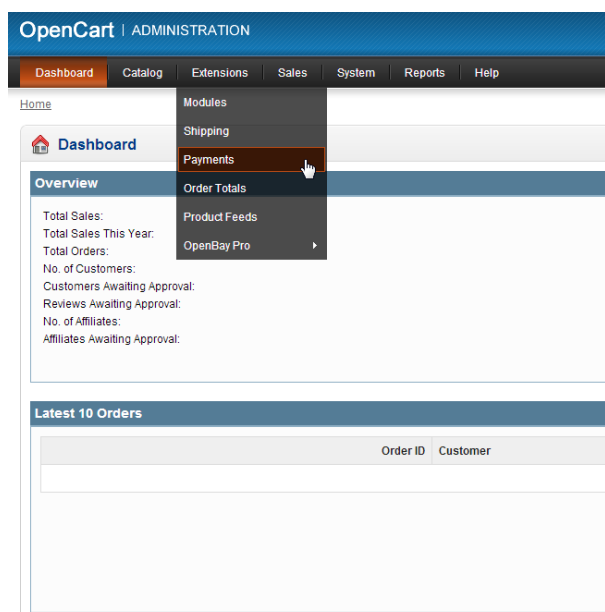 OpenCart | ADMINISTRATION
Dashboard Catalog Extensions Sales System Reports Help
Home
Modules
Shipping
Payments
Order Totals
Product Feeds
OpenBay Pro
Dashboard
Overview
Total Sales:
Total Sales This Year:
Total Orders:
No. of Customers:
Customers Awaiting Approval:
Reviews Awaiting Approval:
No. of Affiliates:
Affiliates Awaiting Approval:
Latest 10 Orders
Order ID Customer